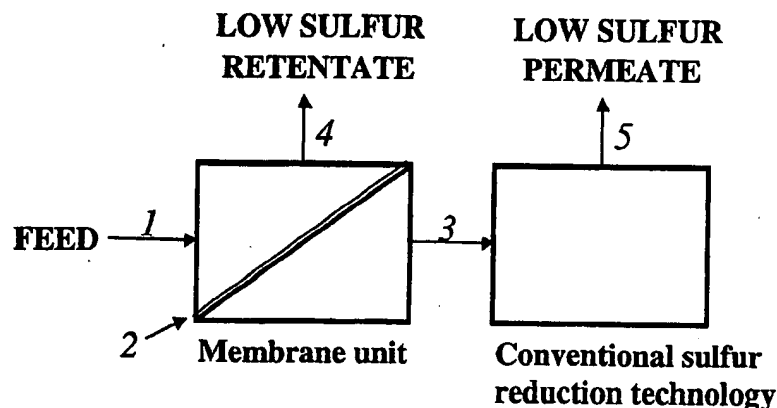 LOW SULFUR
RETENTATE
LOW SULFUR
PERMEATE
4
5
FEED
1
3
2
Membrane unit
Conventional sulfur
reduction technology